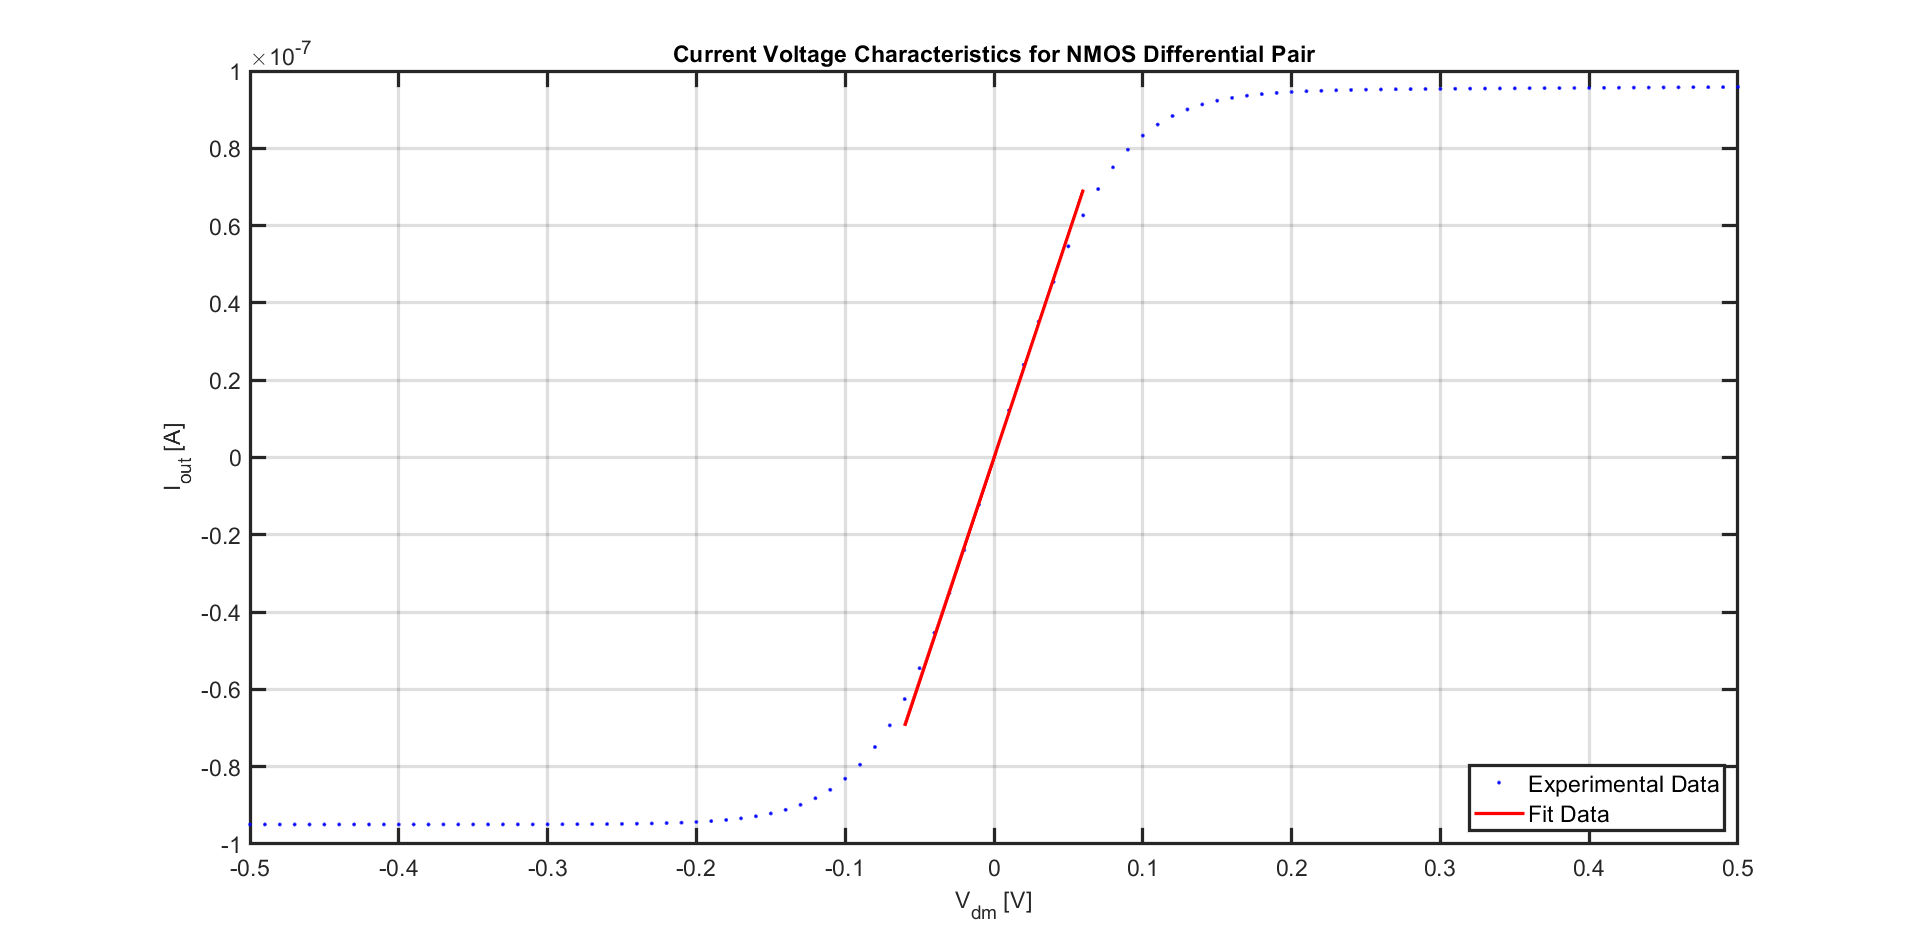 Current Voltage Characteristics for NMOS Differential Pair
×10-7
1
0.8
0.6
0.4
0.2
0
-0.2
-0.4
-0.6
-0.8
-1
Iout [A]
-0.5 -0.4 -0.3 -0.2 -0.1 0 0.1 0.2 0.3 0.4 0.5
Vdm [V]
Experimental Data
Fit Data